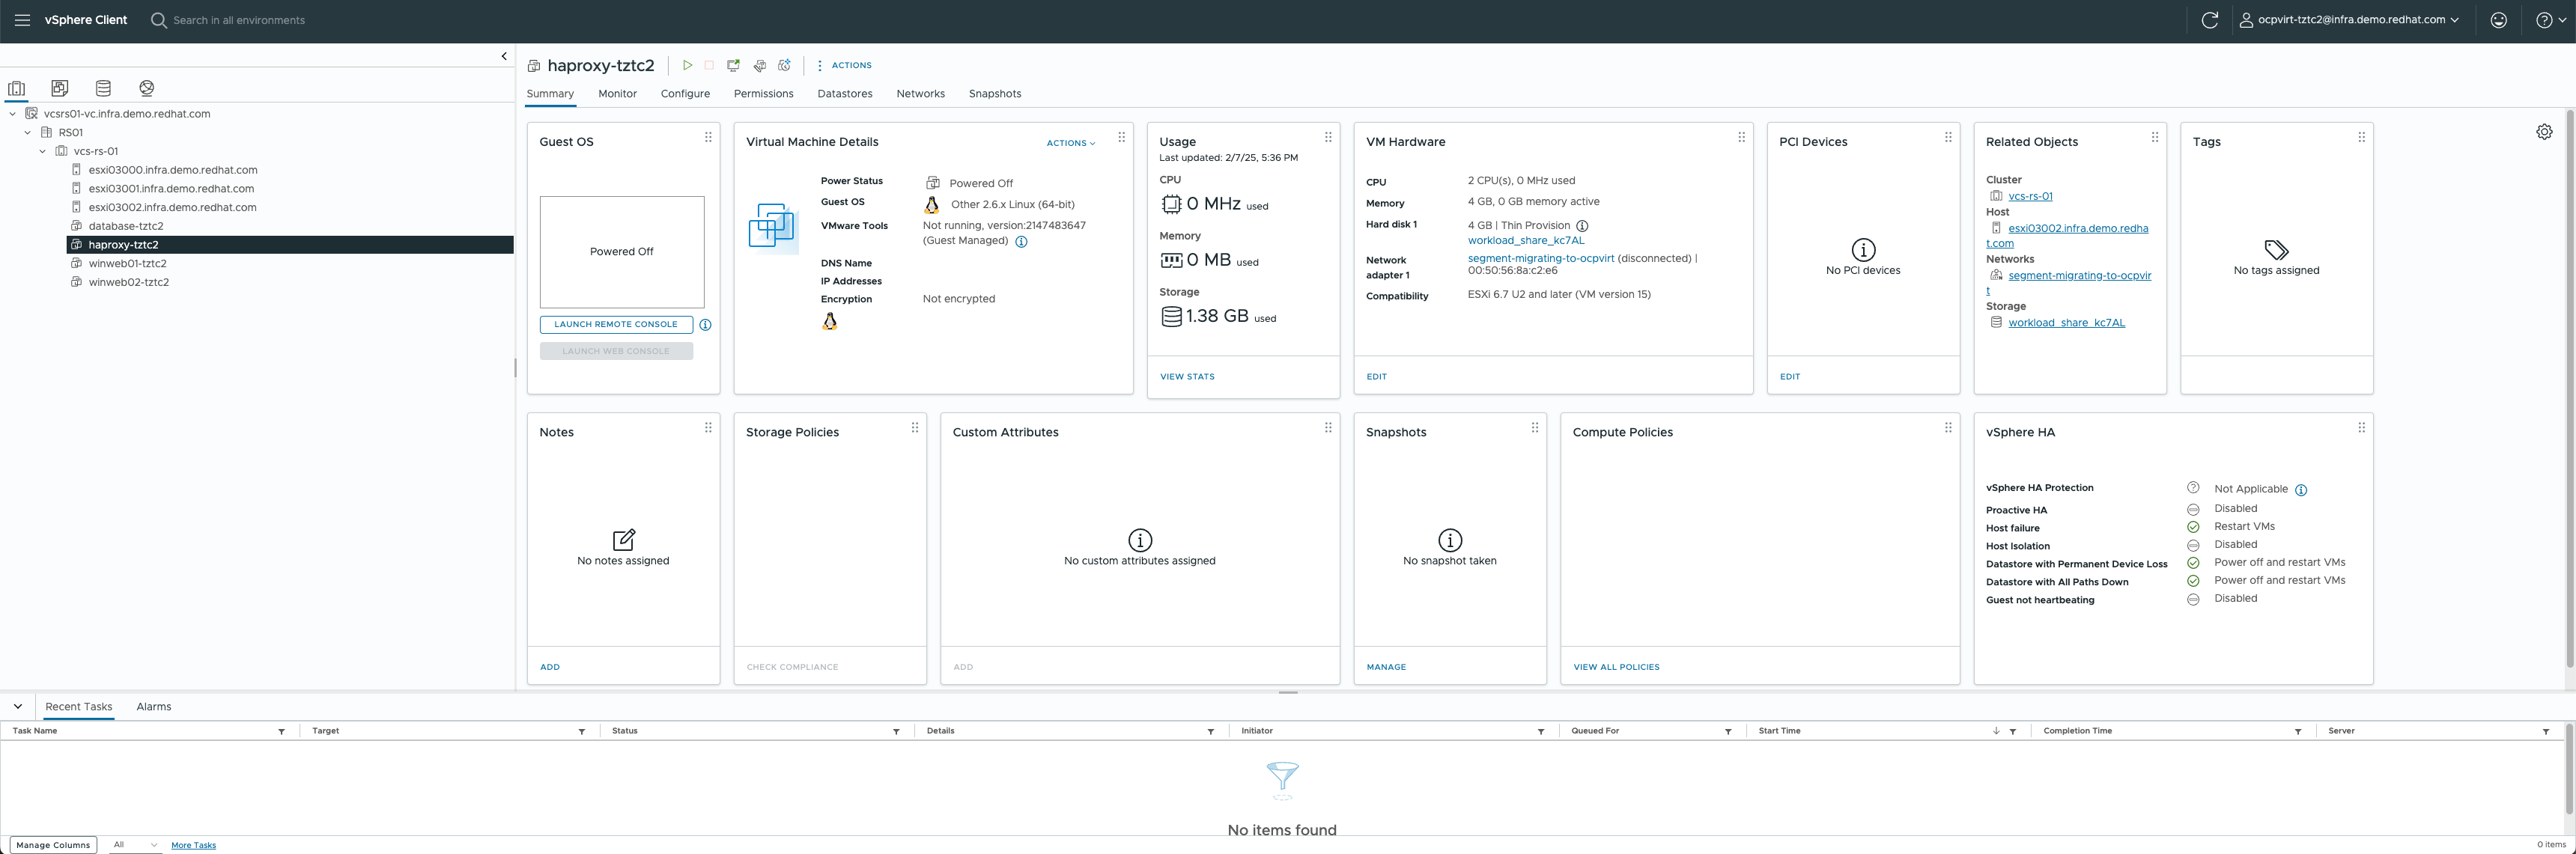 vSphere Client
Search in all environments
ocpvirt-tztc2@infra.demo.redhat.com
vcsrs01-vc.infra.demo.redhat.com
RS01
vcs-rs-01
esxi03000.infra.demo.redhat.com
esxi03001.infra.demo.redhat.com
esxi03002.infra.demo.redhat.com
database-tztc2
haproxy-tztc2
winweb01-tztc2
winweb02-tztc2
haproxy-tztc2
ACTIONS
Summary Monitor Configure Permissions Datastores Networks Snapshots
Guest OS
Powered Off
LAUNCH REMOTE CONSOLE
LAUNCH WEB CONSOLE
Virtual Machine Details
ACTIONS
Power Status Powered Off
Guest OS Other 2.6.x Linux (64-bit)
VMware Tools Not running, version:2147483647
(Guest Managed)
DNS Name
IP Addresses
Encryption Not encrypted
Usage
Last updated: 2/7/25, 5:36 PM
CPU
0 MHz used
Memory
0 MB used
Storage
1.38 GB used
VIEW STATS
VM Hardware
CPU 2 CPU(s), 0 MHz used
Memory 4 GB, 0 GB memory active
Hard disk 1 4 GB | Thin Provision
workload_share_kc7AL
Network segment-migrating-to-ocpvirt (disconnected) |
adapter 1 00:50:56:8a:c2:e6
Compatibility ESXi 6.7 U2 and later (VM version 15)
EDIT
PCI Devices
No PCI devices
EDIT
Related Objects
Cluster
vcs-rs-01
Host
esxi03002.infra.demo.redha
t.com
Networks
segment-migrating-to-ocpvir
t
Storage
workload_share_kc7AL
Tags
No tags assigned
Notes
No notes assigned
ADD
Storage Policies
CHECK COMPLIANCE
Custom Attributes
No custom attributes assigned
ADD
Snapshots
No snapshot taken
MANAGE
Compute Policies
VIEW ALL POLICIES
vSphere HA
vSphere HA Protection Not Applicable
Proactive HA Disabled
Host failure Restart VMs
Host Isolation Disabled
Datastore with Permanent Device Loss Power off and restart VMs
Datastore with All Paths Down Power off and restart VMs
Guest not heartbeating Disabled
Recent Tasks Alarms
Task Name Target Status Details Initiator Queued For Start Time Completion Time Server
No items found
Manage Columns All More Tasks
0 items